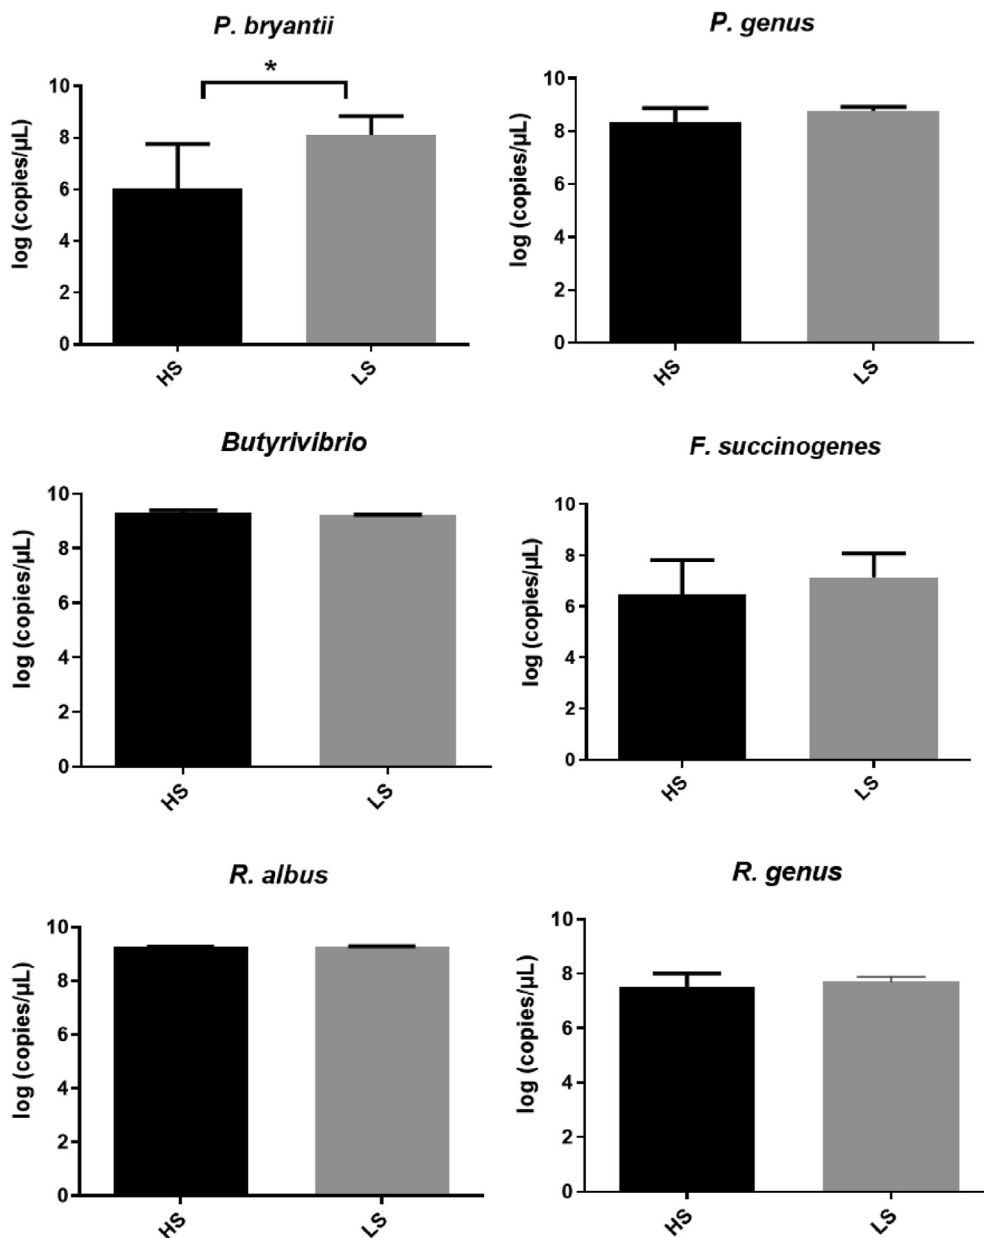 P. bryantii
*
10
8
6
4
2
0
log (copies/µL)
HS
LS
P. genus
10
8
6
4
2
0
log (copies/µL)
HS
LS
Butyrivibrio
10
8
6
4
2
0
log (copies/µL)
HS
LS
F. succinogenes
10
8
6
4
2
0
log (copies/µL)
HS
LS
R. albus
10
8
6
4
2
0
log (copies/µL)
HS
LS
R. genus
10
8
6
4
2
0
log (copies/µL)
HS
LS